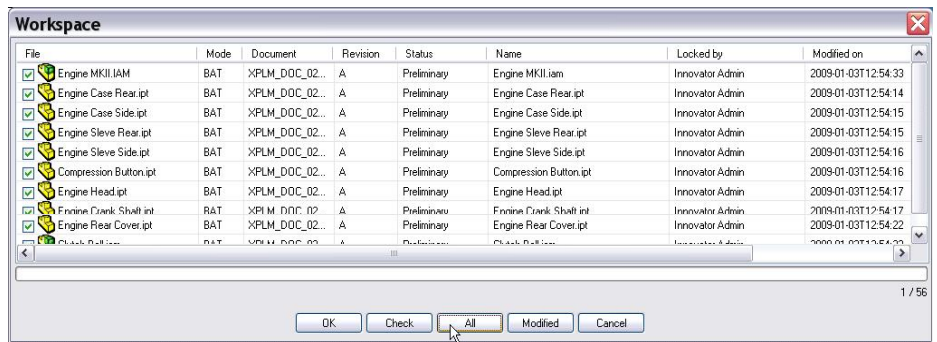 Workspace
File Mode Document Revision Status Name Locked by Modified on
Engine MKII.IAM BAT XPLM_DOC_02... A Preliminary Engine MKII.iam Innovator Admin 2009-01-03T12:54:33
Engine Case Rear.ipt BAT XPLM_DOC_02... A Preliminary Engine Case Rear.ipt Innovator Admin 2009-01-03T12:54:14
Engine Case Side.ipt BAT XPLM_DOC_02... A Preliminary Engine Case Side.ipt Innovator Admin 2009-01-03T12:54:15
Engine Sleve Rear.ipt BAT XPLM_DOC_02... A Preliminary Engine Sleve Rear.ipt Innovator Admin 2009-01-03T12:54:15
Engine Sleve Side.ipt BAT XPLM_DOC_02... A Preliminary Engine Sleve Side.ipt Innovator Admin 2009-01-03T12:54:16
Compression Button.ipt BAT XPLM_DOC_02... A Preliminary Compression Button.ipt Innovator Admin 2009-01-03T12:54:16
Engine Head.ipt BAT XPLM_DOC_02... A Preliminary Engine Head.ipt Innovator Admin 2009-01-03T12:54:17
Engine Crank Shaft.ipt BAT XPLM_DOC_02... A Preliminary Engine Crank Shaft.ipt Innovator Admin 2009-01-03T12:54:17
Engine Rear Cover.ipt BAT XPLM_DOC_02... A Preliminary Engine Rear Cover.ipt Innovator Admin 2009-01-03T12:54:22
1 / 56
OK Check All Modified Cancel